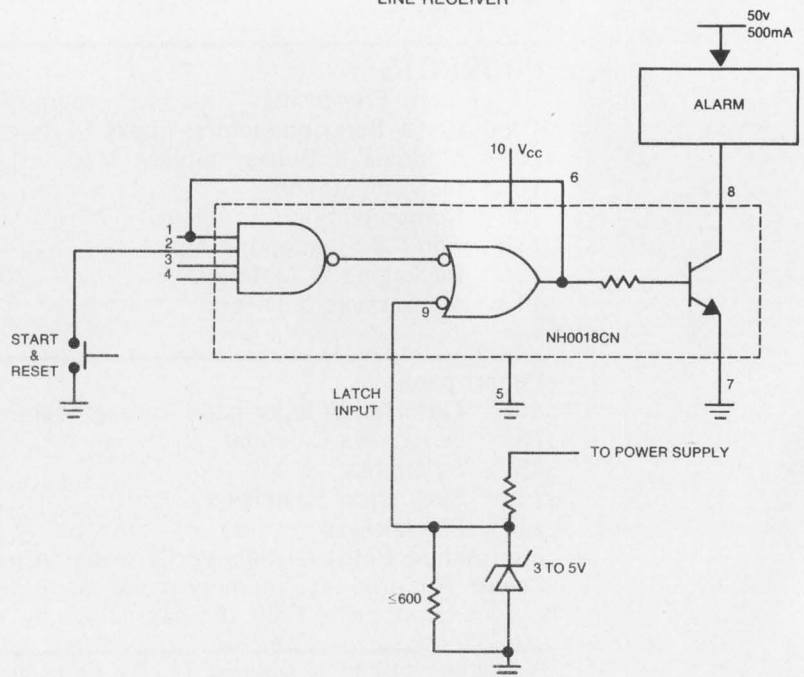 LINE RECEIVER
50v
500mA
ALARM
10 Vcc
6
8
1
2
3
4
9
NH0018CN
START
&
RESET
LATCH
INPUT
5
7
TO POWER SUPPLY
3 TO 5V
≤600